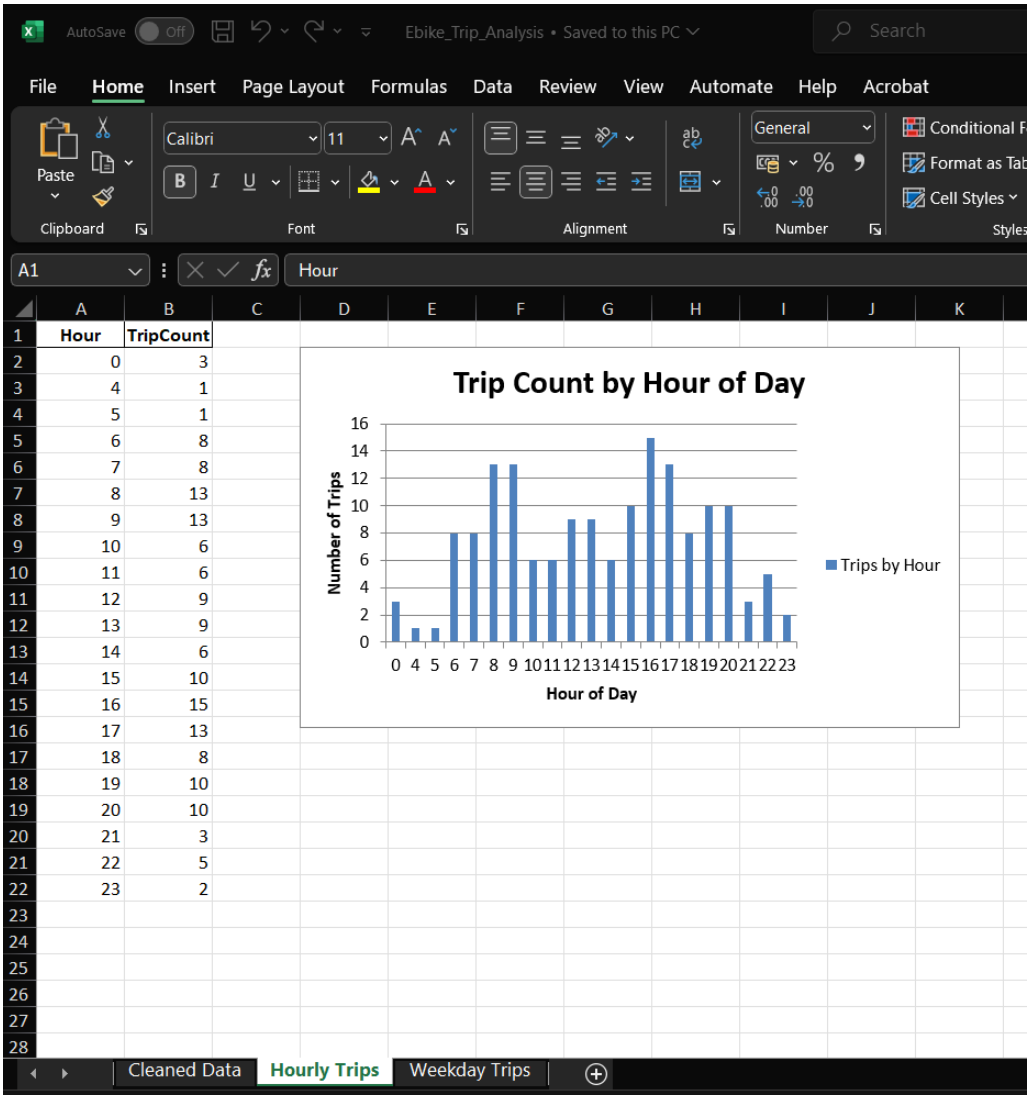 AutoSave Off Ebike_Trip_Analysis • Saved to this PC Search
File Home Insert Page Layout Formulas Data Review View Automate Help Acrobat
Paste
Calibri 11 A A
B I U A
ab
c
General
% 9
.00
Conditional F
Format as Tab
Cell Styles
Clipboard Font Alignment Number Styles
A1 fx Hour
A B C D E F G H I J K
1 Hour TripCount
2 0 3
3 4 1
4 5 1
5 6 8
6 7 8
7 8 13
8 9 13
9 10 6
10 11 6
11 12 9
12 13 9
13 14 6
14 15 10
15 16 15
16 17 13
17 18 8
18 19 10
19 20 10
20 21 3
21 22 5
22 23 2
23
24
25
26
27
28
Trip Count by Hour of Day
Number of Trips
16
14
12
10
8
6
4
2
0
0 4 5 6 7 8 9 10 11 12 13 14 15 16 17 18 19 20 21 22 23
Hour of Day
Trips by Hour
Cleaned Data Hourly Trips Weekday Trips